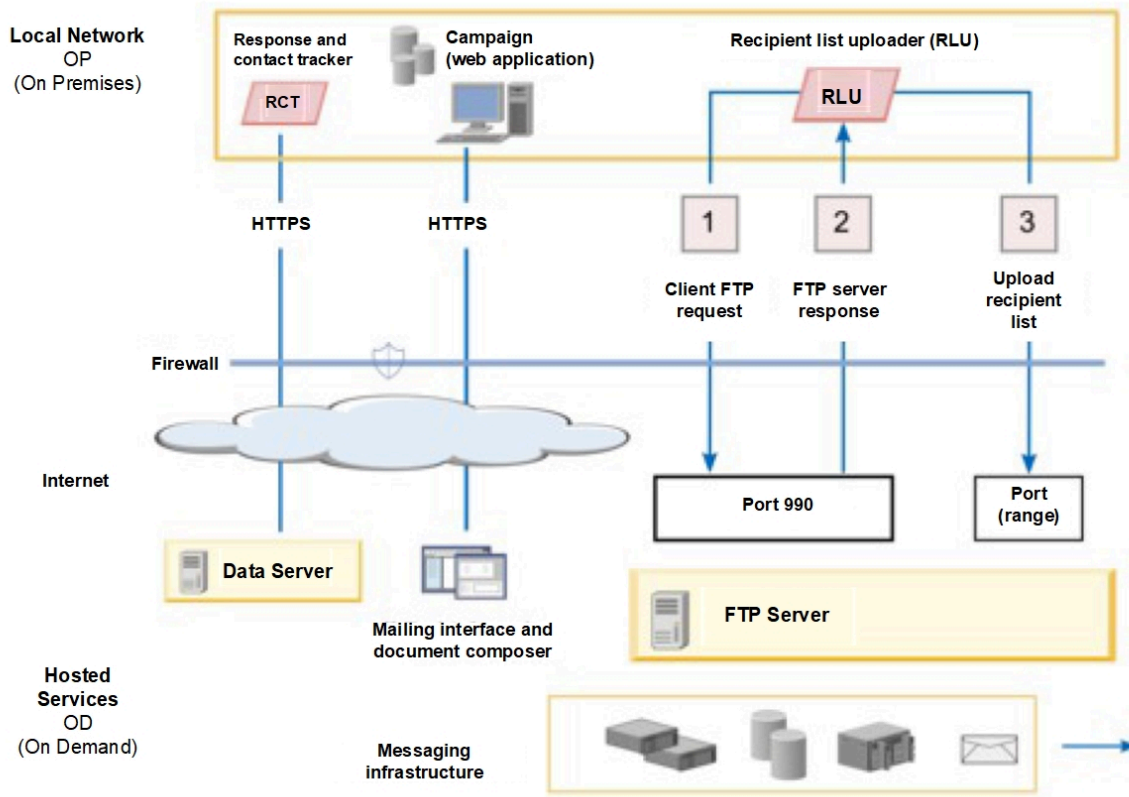 Local Network
OP
(On Premises)
Response and
contact tracker
RCT
Campaign
(web application)
Recipient list uploader (RLU)
RLU
HTTPS
HTTPS
1
2
3
Client FTP
request
FTP server
response
Upload
recipient
list
Firewall
Internet
Port 990
Port
(range)
Data Server
Mailing interface and
document composer
FTP Server
Hosted
Services
OD
(On Demand)
Messaging
infrastructure